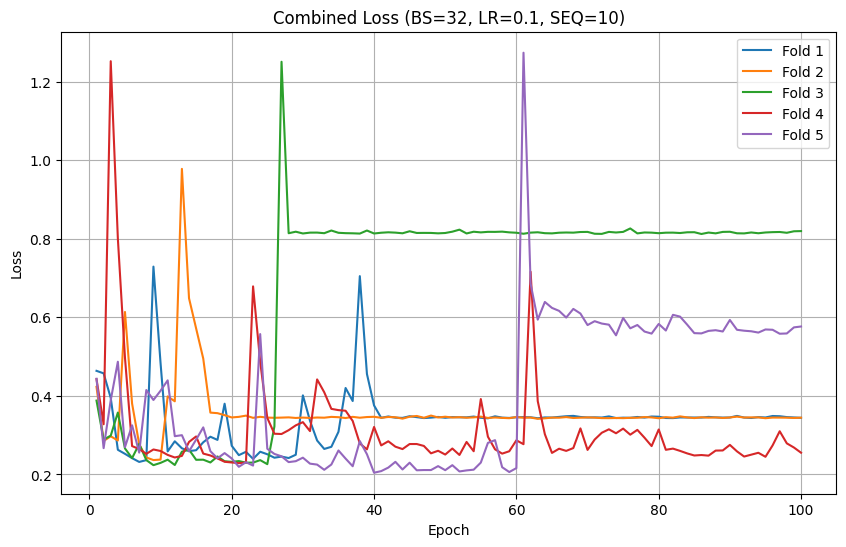 Combined Loss (BS=32, LR=0.1, SEQ=10)
Fold 1
Fold 2
Fold 3
Fold 4
Fold 5
Loss
1.2
1.0
0.8
0.6
0.4
0.2
0 20 40 60 80 100
Epoch